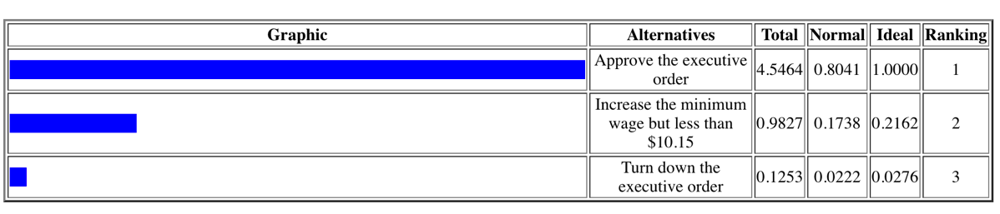 Graphic Alternatives Total Normal Ideal Ranking
Approve the executive
order
4.5464 0.8041 1.0000 1
Increase the minimum
wage but less than
$10.15
0.9827 0.1738 0.2162 2
Turn down the
executive order
0.1253 0.0222 0.0276 3